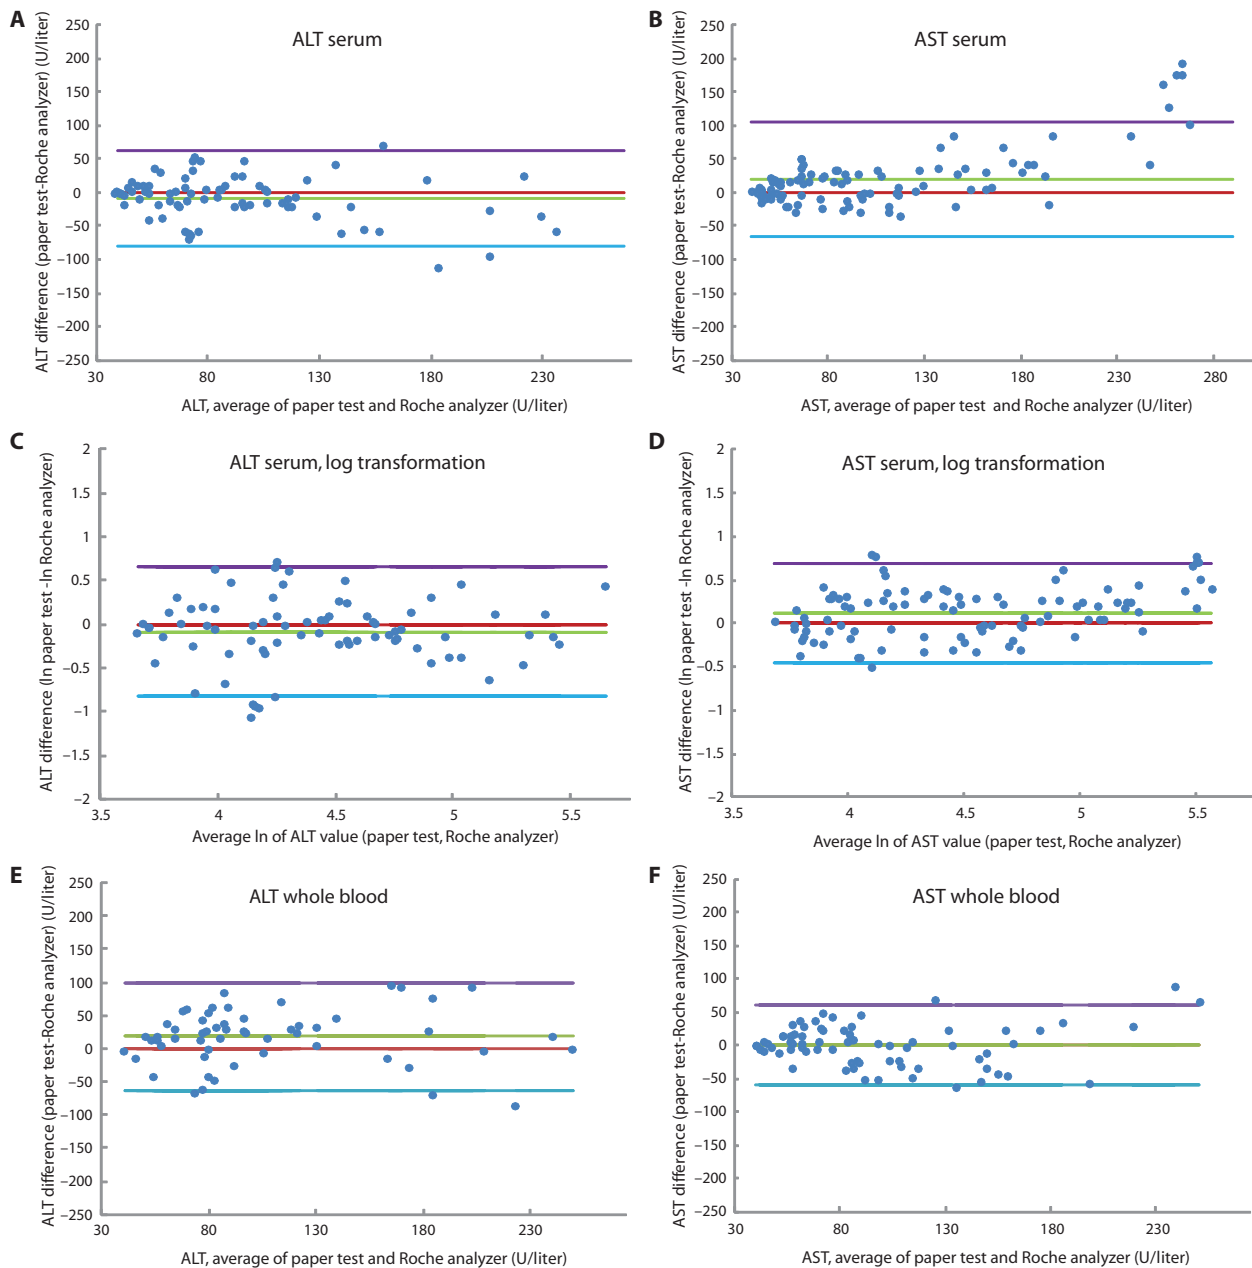 A
ALT serum
ALT difference (paper test-Roche analyzer) (U/liter)
250
200
150
100
50
0
−50
−100
−150
−200
−250
30 80 130 180 230
ALT, average of paper test and Roche analyzer (U/liter)
B
AST serum
AST difference (paper test-Roche analyzer) (U/liter)
250
200
150
100
50
0
−50
−100
−150
−200
−250
30 80 130 180 230 280
AST, average of paper test and Roche analyzer (U/liter)
C
ALT serum, log transformation
ALT difference (ln paper test -ln Roche analyzer)
2
1.5
1
0.5
0
−0.5
−1
−1.5
−2
3.5 4 4.5 5 5.5
Average ln of ALT value (paper test, Roche analyzer)
D
AST serum, log transformation
AST difference (ln paper test -ln Roche analyzer)
2
1.5
1
0.5
0
−0.5
−1
−1.5
−2
3.5 4 4.5 5 5.5
Average ln of AST value (paper test, Roche analyzer)
E
ALT whole blood
ALT difference (paper test-Roche analyzer) (U/liter)
250
200
150
100
50
0
−50
−100
−150
−200
−250
30 80 130 180 230
ALT, average of paper test and Roche analyzer (U/liter)
F
AST whole blood
AST difference (paper test-Roche analyzer) (U/liter)
250
200
150
100
50
0
−50
−100
−150
−200
−250
30 80 130 180 230
AST, average of paper test and Roche analyzer (U/liter)